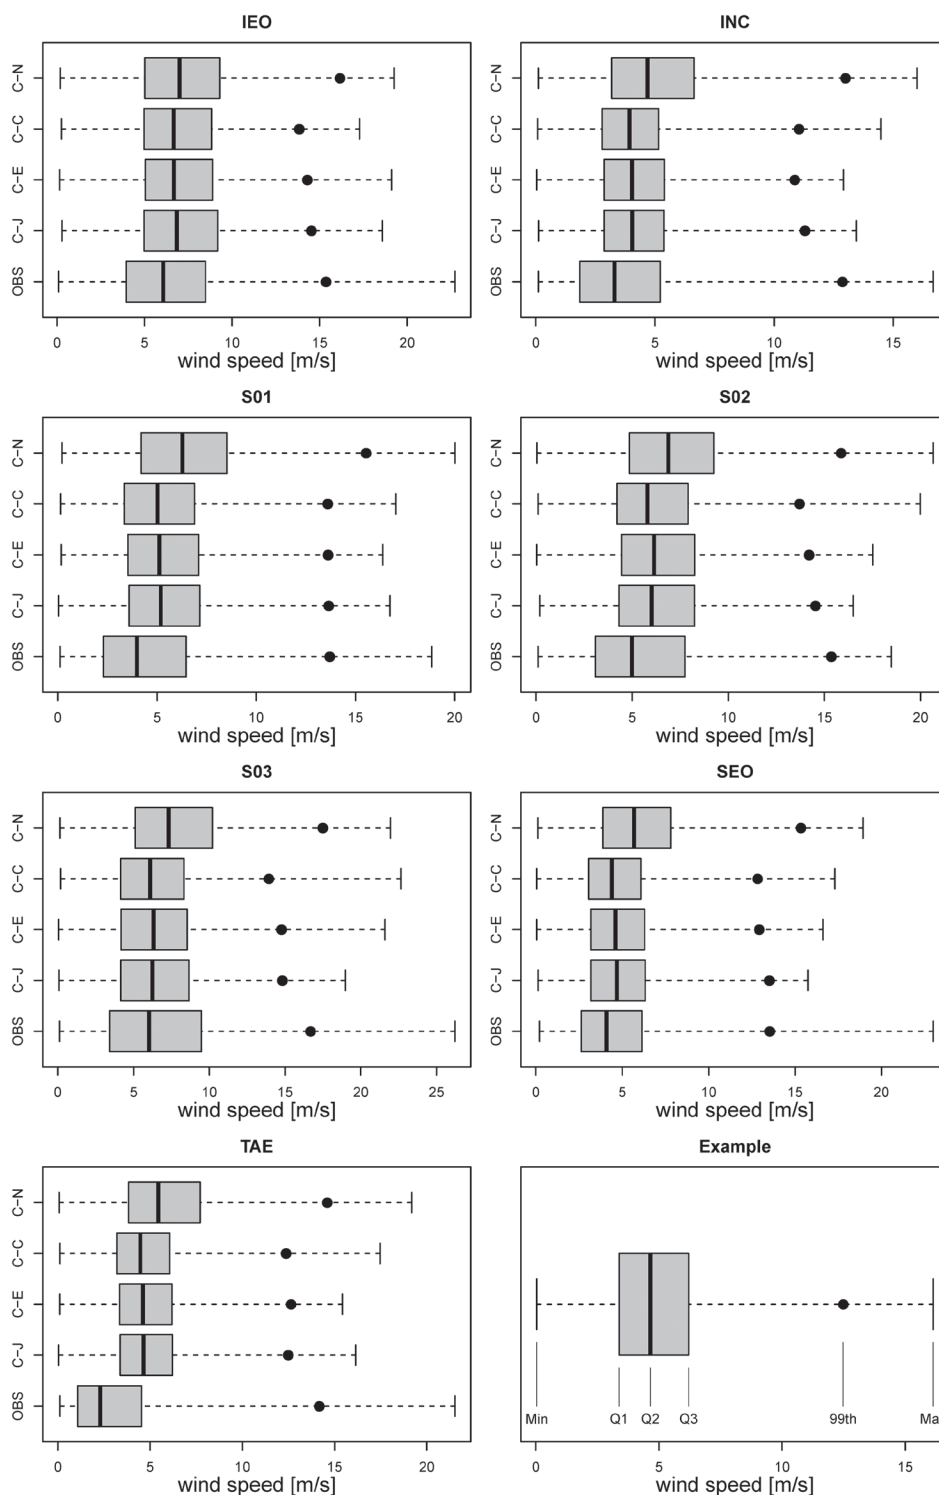 IEO
INC
C−N
C−C
C−E
C−J
OBS
0 5 10 15 20
wind speed [m/s]
C−N
C−C
C−E
C−J
OBS
0 5 10 15
wind speed [m/s]
S01
S02
C−N
C−C
C−E
C−J
OBS
0 5 10 15 20
wind speed [m/s]
C−N
C−C
C−E
C−J
OBS
0 5 10 15 20
wind speed [m/s]
S03
SEO
C−N
C−C
C−E
C−J
OBS
0 5 10 15 20 25
wind speed [m/s]
C−N
C−C
C−E
C−J
OBS
0 5 10 15 20
wind speed [m/s]
TAE
Example
C−N
C−C
C−E
C−J
OBS
0 5 10 15 20
wind speed [m/s]
Min Q1 Q2 Q3 99th Ma
0 5 10 15
wind speed [m/s]